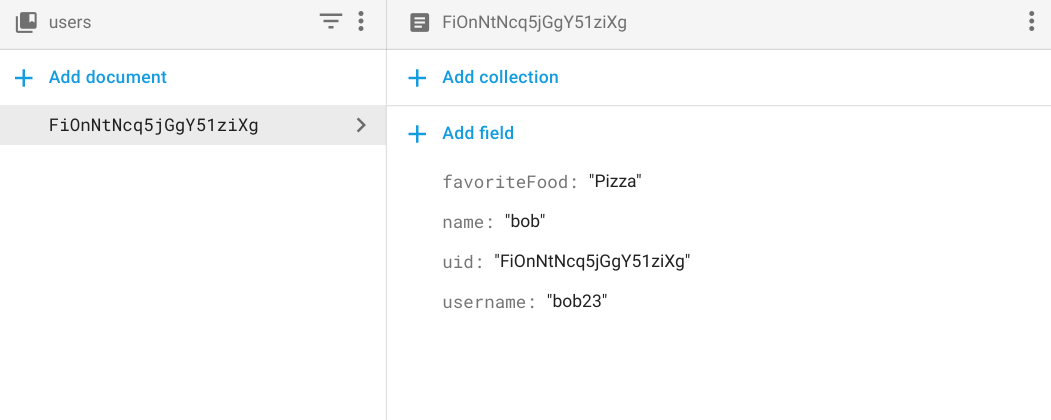 users
FiOnNtNcq5jGgY51ziXg
Add document
Add collection
FiOnNtNcq5jGgY51ziXg
Add field
favoriteFood: "Pizza"
name: "bob"
uid: "FiOnNtNcq5jGgY51ziXg"
username: "bob23"